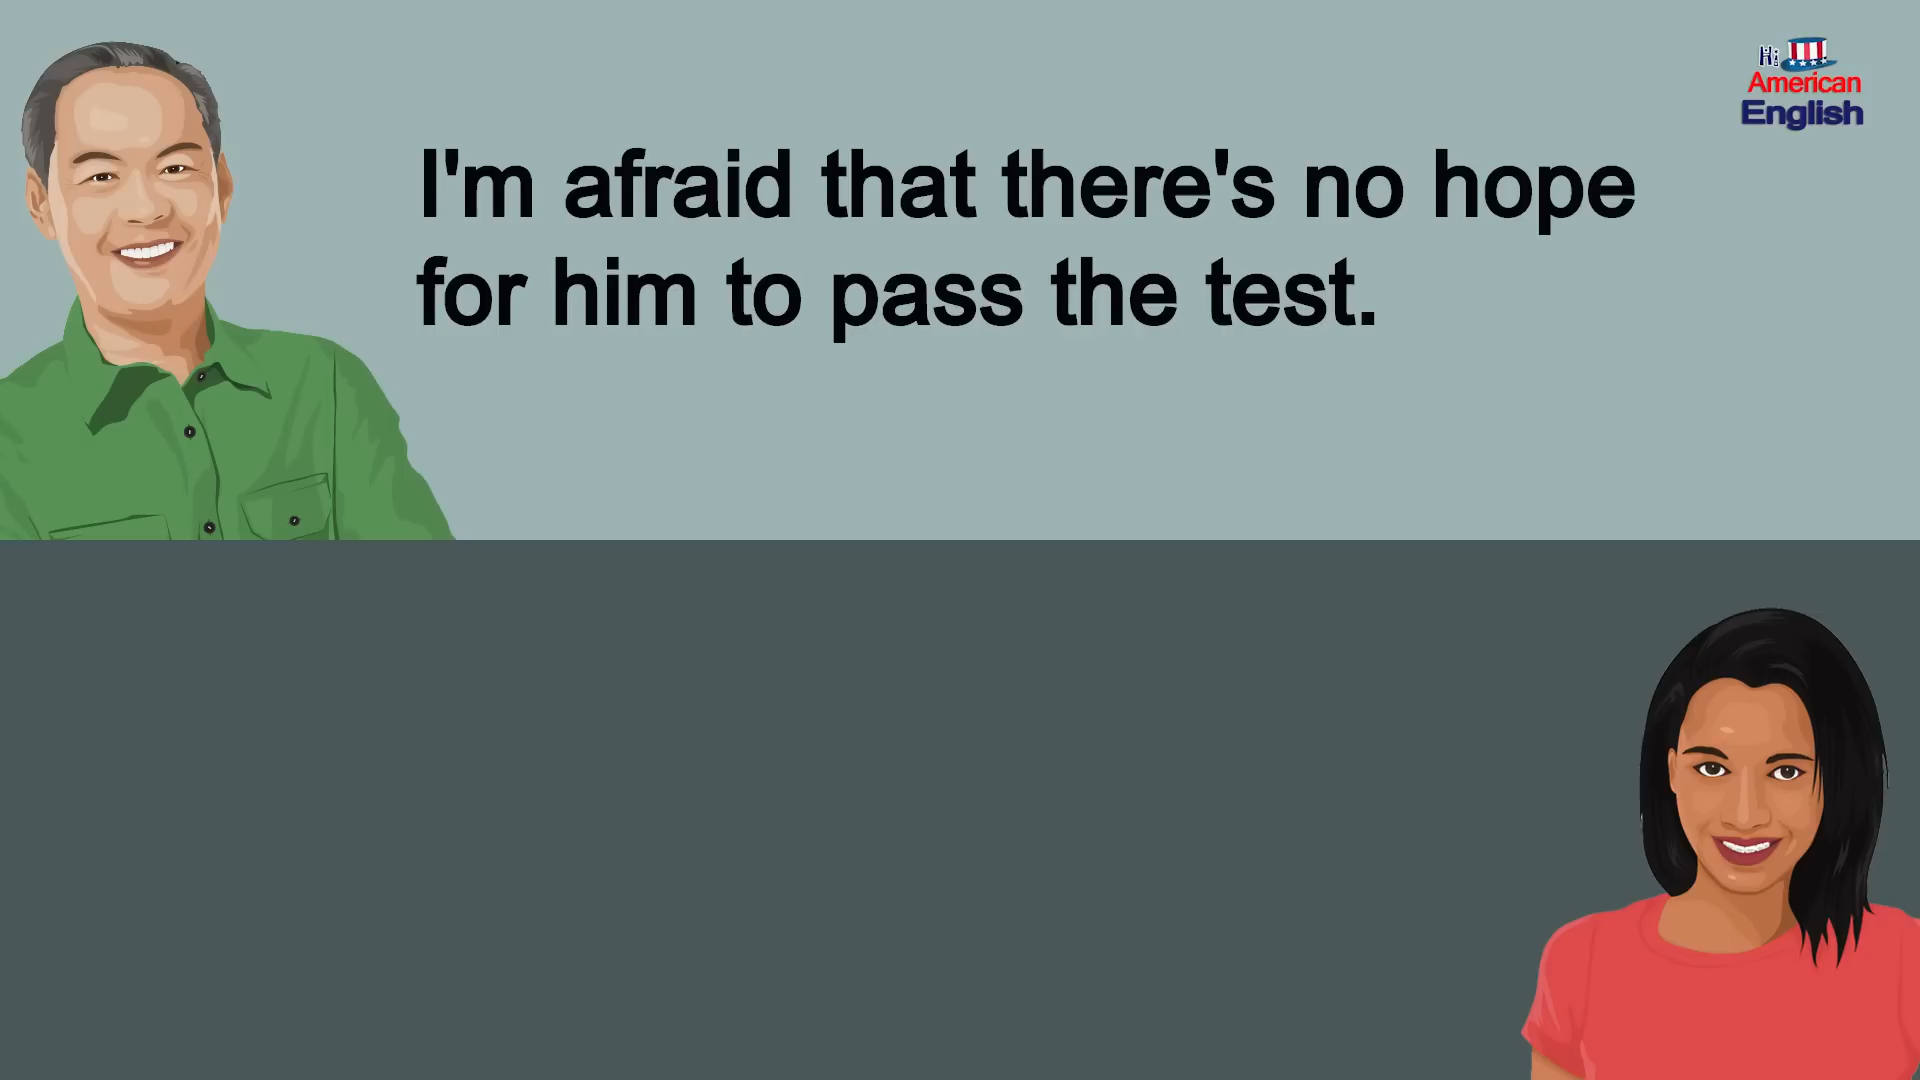 Hi
American
English
I'm afraid that there's no hope
for him to pass the test.